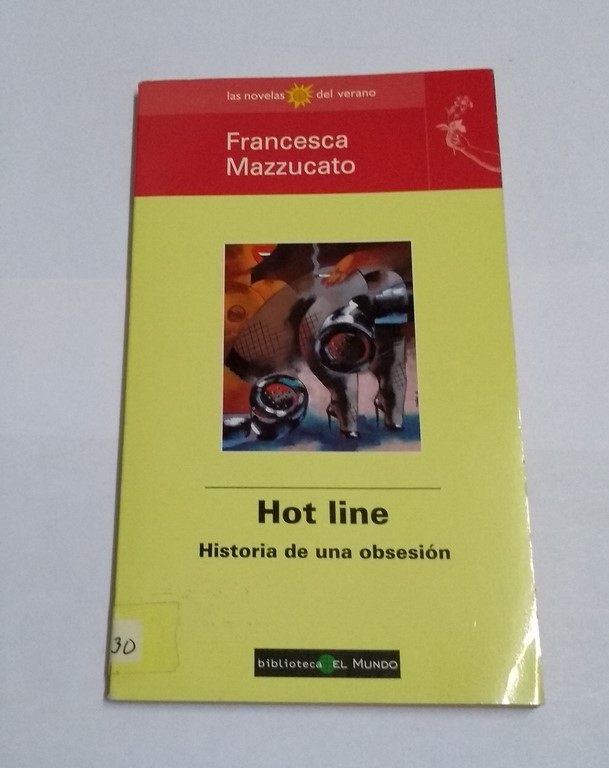 las novelas del verano
Francesca
Mazzucato
Hot line
Historia de una obsesión
30
biblioteca EL MUNDO